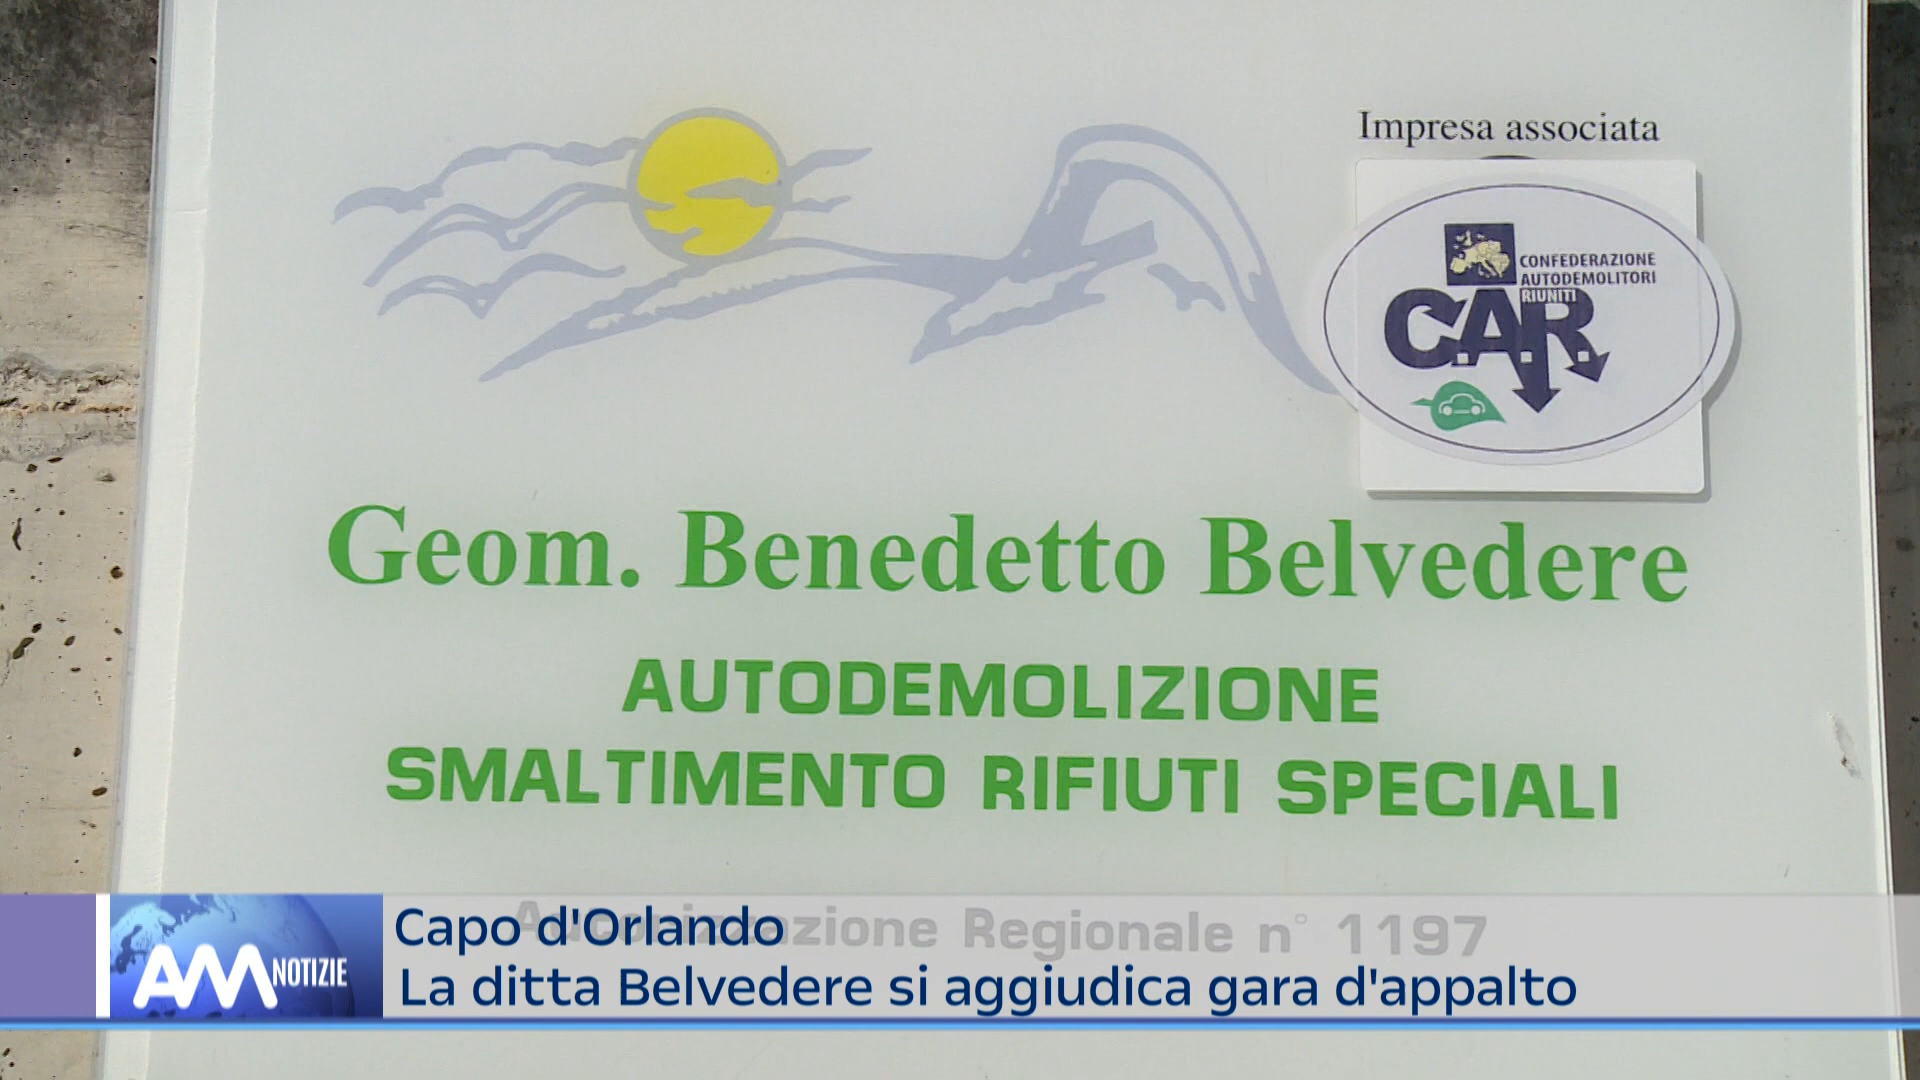 Impresa associata
CONFEDERAZIONE
AUTODEMOLITORI
RIUNITI
C.A.R.
Geom. Benedetto Belvedere
AUTODEMOLIZIONE
SMALTIMENTO RIFIUTI SPECIALI
Autorizzazione Regionale n° 1197
AM NOTIZIE
Capo d'Orlando
La ditta Belvedere si aggiudica gara d'appalto